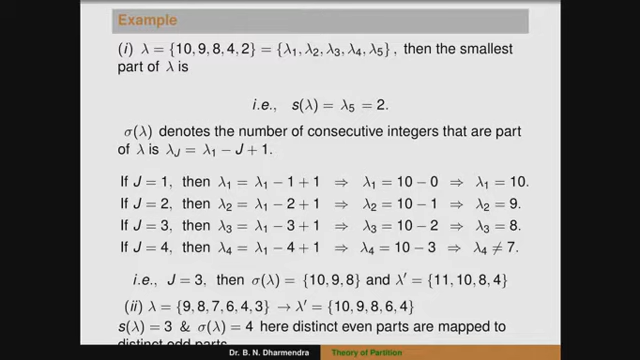 Example
(i) λ = {10, 9, 8, 4, 2} = {λ₁, λ₂, λ₃, λ₄, λ₅}, then the smallest
part of λ is
i.e., s(λ) = λ₅ = 2.
σ(λ) denotes the number of consecutive integers that are part
of λ is λ_J = λ₁ − J + 1.
If J = 1, then λ₁ = λ₁ − 1 + 1 ⇒ λ₁ = 10 − 0 ⇒ λ₁ = 10.
If J = 2, then λ₂ = λ₁ − 2 + 1 ⇒ λ₂ = 10 − 1 ⇒ λ₂ = 9.
If J = 3, then λ₃ = λ₁ − 3 + 1 ⇒ λ₃ = 10 − 2 ⇒ λ₃ = 8.
If J = 4, then λ₄ = λ₁ − 4 + 1 ⇒ λ₄ = 10 − 3 ⇒ λ₄ ≠ 7.
i.e., J = 3, then σ(λ) = {10, 9, 8} and λ′ = {11, 10, 8, 4}
(ii) λ = {9, 8, 7, 6, 4, 3} → λ′ = {10, 9, 8, 6, 4}
s(λ) = 3 & σ(λ) = 4 here distinct even parts are mapped to
distinct odd parts
Dr. B. N. Dharmendra Theory of Partition